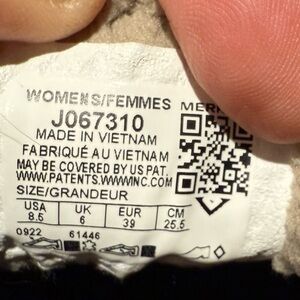 WOMENS/FEMMES MER
J067310
MADE IN VIETNAM
FABRIQUÉ AU VIETNAM
MAY BE COVERED BY US PAT.
WWW.PATENTS.WWWINC.COM
SIZE/GRANDEUR
USA UK EUR CM
8.5 6 39 25.5
0922 61446